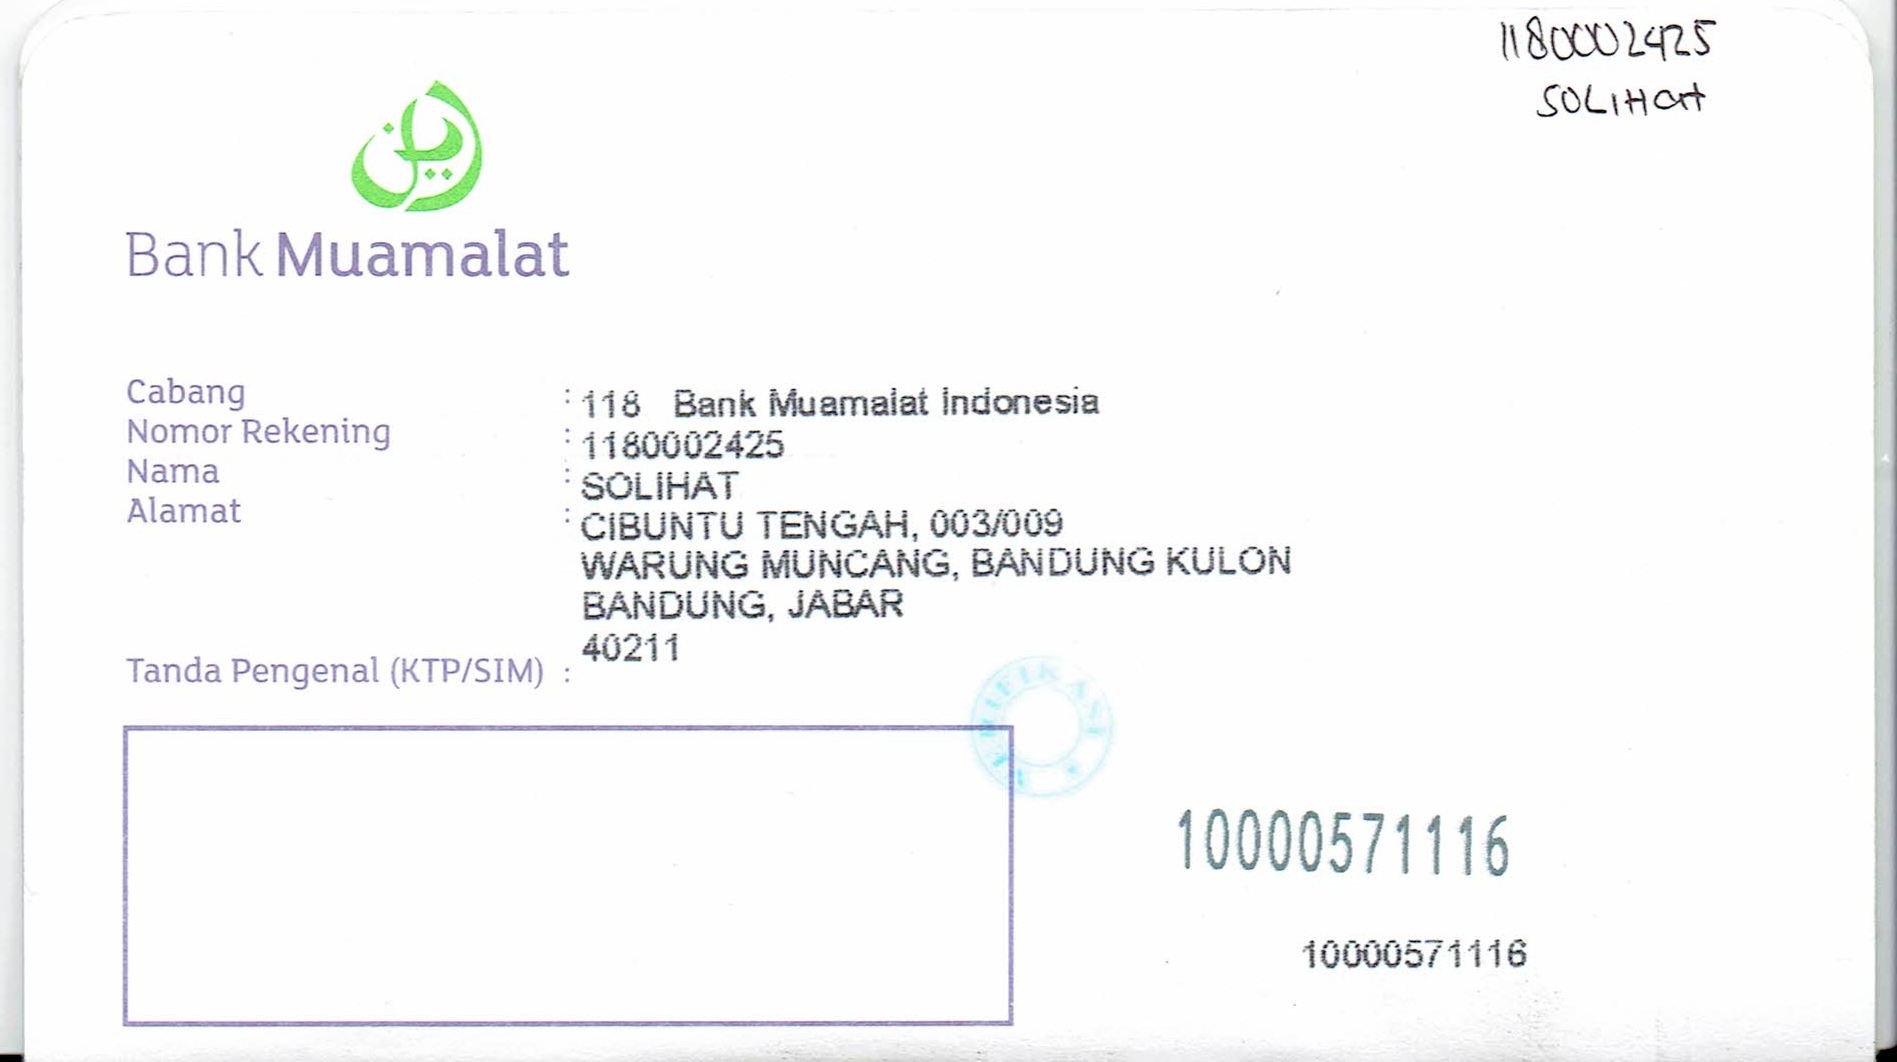 1180002425
SOLIHAT
Bank Muamalat
Cabang : 118 Bank Muamalat Indonesia
Nomor Rekening : 1180002425
Nama : SOLIHAT
Alamat : CIBUNTU TENGAH, 003/009
WARUNG MUNCANG, BANDUNG KULON
BANDUNG, JABAR
40211
Tanda Pengenal (KTP/SIM) :
10000571116
10000571116